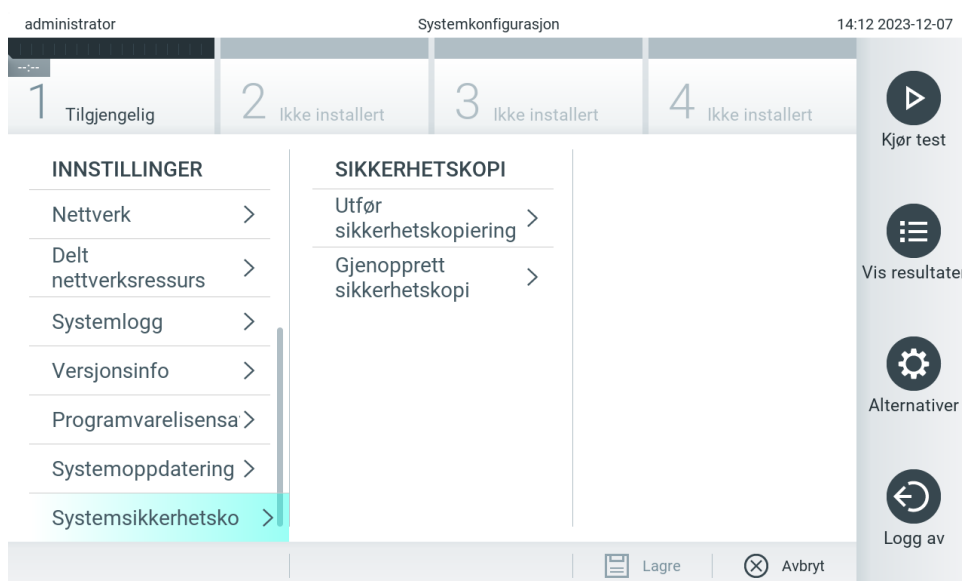 administrator
Systemkonfigurasjon
14:12 2023-12-07
--:--
1 Tilgjengelig
2 Ikke installert
3 Ikke installert
4 Ikke installert
INNSTILLINGER
Nettverk
Delt
nettverksressurs
Systemlogg
Versjonsinfo
Programvarelisensa
Systemoppdatering
Systemsikkerhetsko
SIKKERHETSKOPI
Utfør
sikkerhetskopiering
Gjenopprett
sikkerhetskopi
Kjør test
Vis resultater
Alternativer
Logg av
Lagre
Avbryt